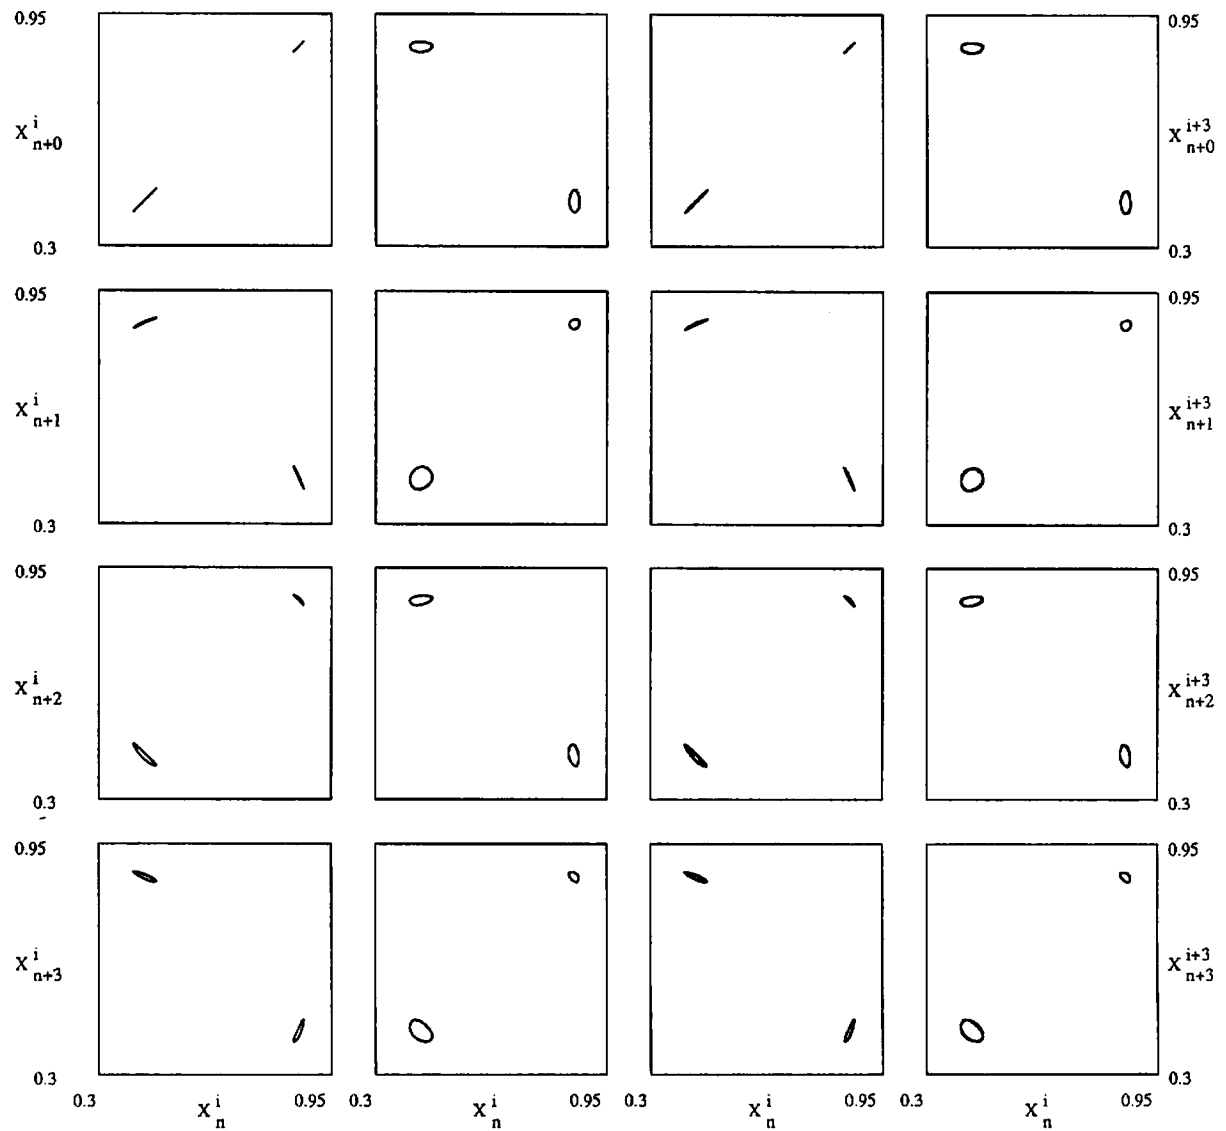 0.95 0.95
X^i_{n+0} X^{i+3}_{n+0}
0.3 0.3
0.95 0.95
X^i_{n+1} X^{i+3}_{n+1}
0.3 0.3
0.95 0.95
X^i_{n+2} X^{i+3}_{n+2}
0.3 0.3
0.95 0.95
X^i_{n+3} X^{i+3}_{n+3}
0.3 0.3
0.3 0.95 0.3 0.95 0.3 0.95 0.3 0.95
X^i_n X^i_n X^i_n X^i_n